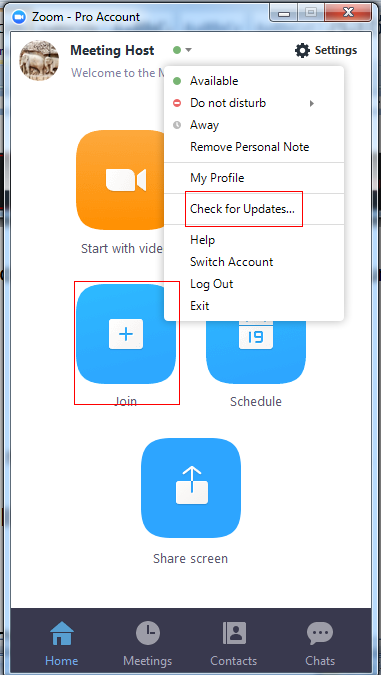 Zoom - Pro Account
Meeting Host
Settings
Welcome to the M
Available
Do not disturb
Away
Remove Personal Note
My Profile
Check for Updates...
Help
Switch Account
Log Out
Exit
Start with vide
Join
19
Schedule
Share screen
Home
Meetings
Contacts
Chats